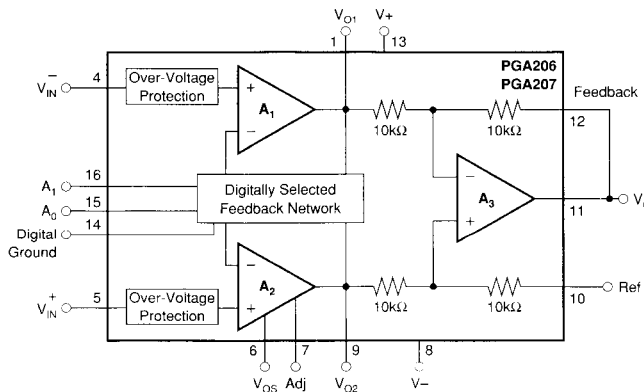 V_O1 V+
1 13
PGA206
PGA207
V_IN^- 4 Over-Voltage Protection
A_1
10kΩ 10kΩ
Feedback
12
A_1 16
A_0 15
14
Digital Ground
Digitally Selected Feedback Network
A_3
11
A_2
V_IN^+ 5 Over-Voltage Protection
10kΩ 10kΩ
10 Ref
6 7 9 8
V_OS Adj V_O2 V−